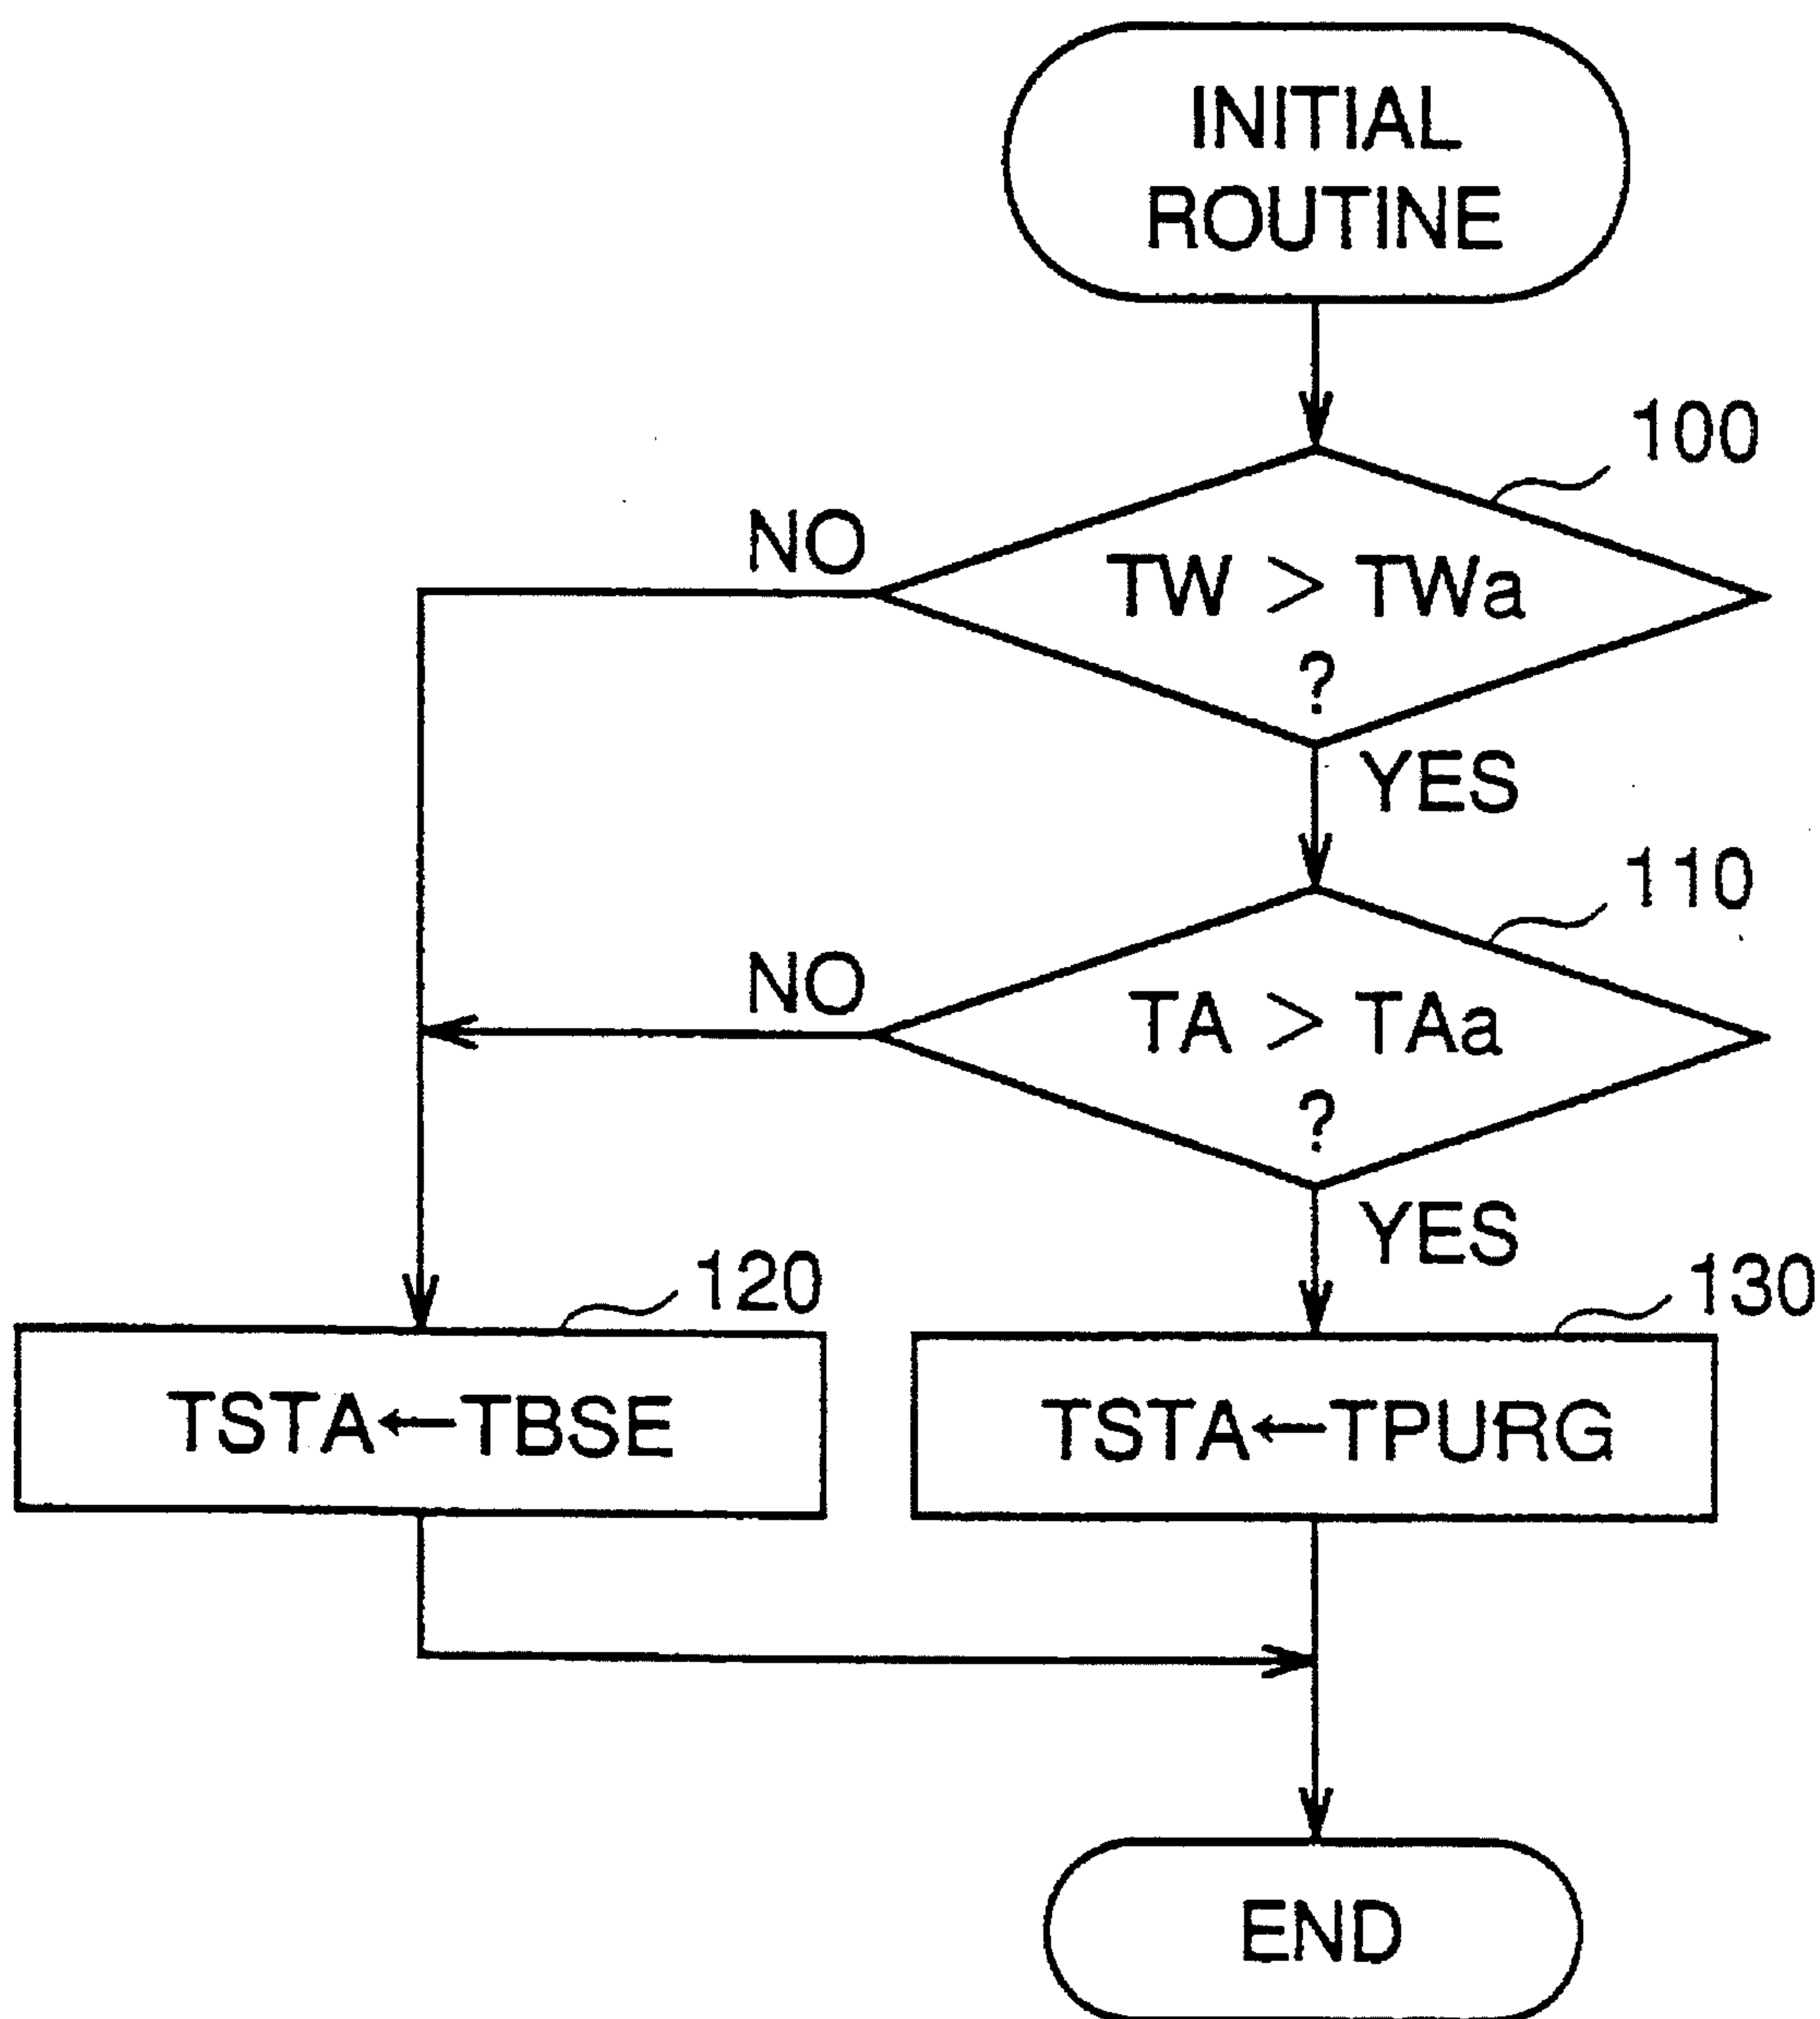 INITIAL
ROUTINE
100
NO
TW > TWa
?
YES
110
NO
TA > TAa
?
YES
120
130
TSTA←TBSE
TSTA←TPURG
END